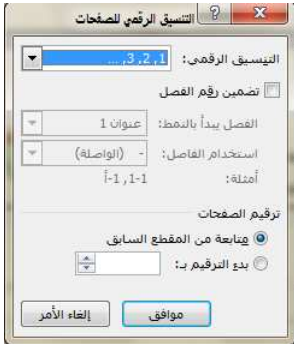 التنسيق الرقمي للصفحات
التنسيق الرقمي: 1, 2, 3, ...
تضمين رقم الفصل
الفصل يبدأ بالنمط: عنوان 1
استخدام الفاصل: - (الواصلة)
أمثلة: 1-1, 1-أ
ترقيم الصفحات
متابعة من المقطع السابق
بدء الترقيم بـ:
موافق إلغاء الأمر